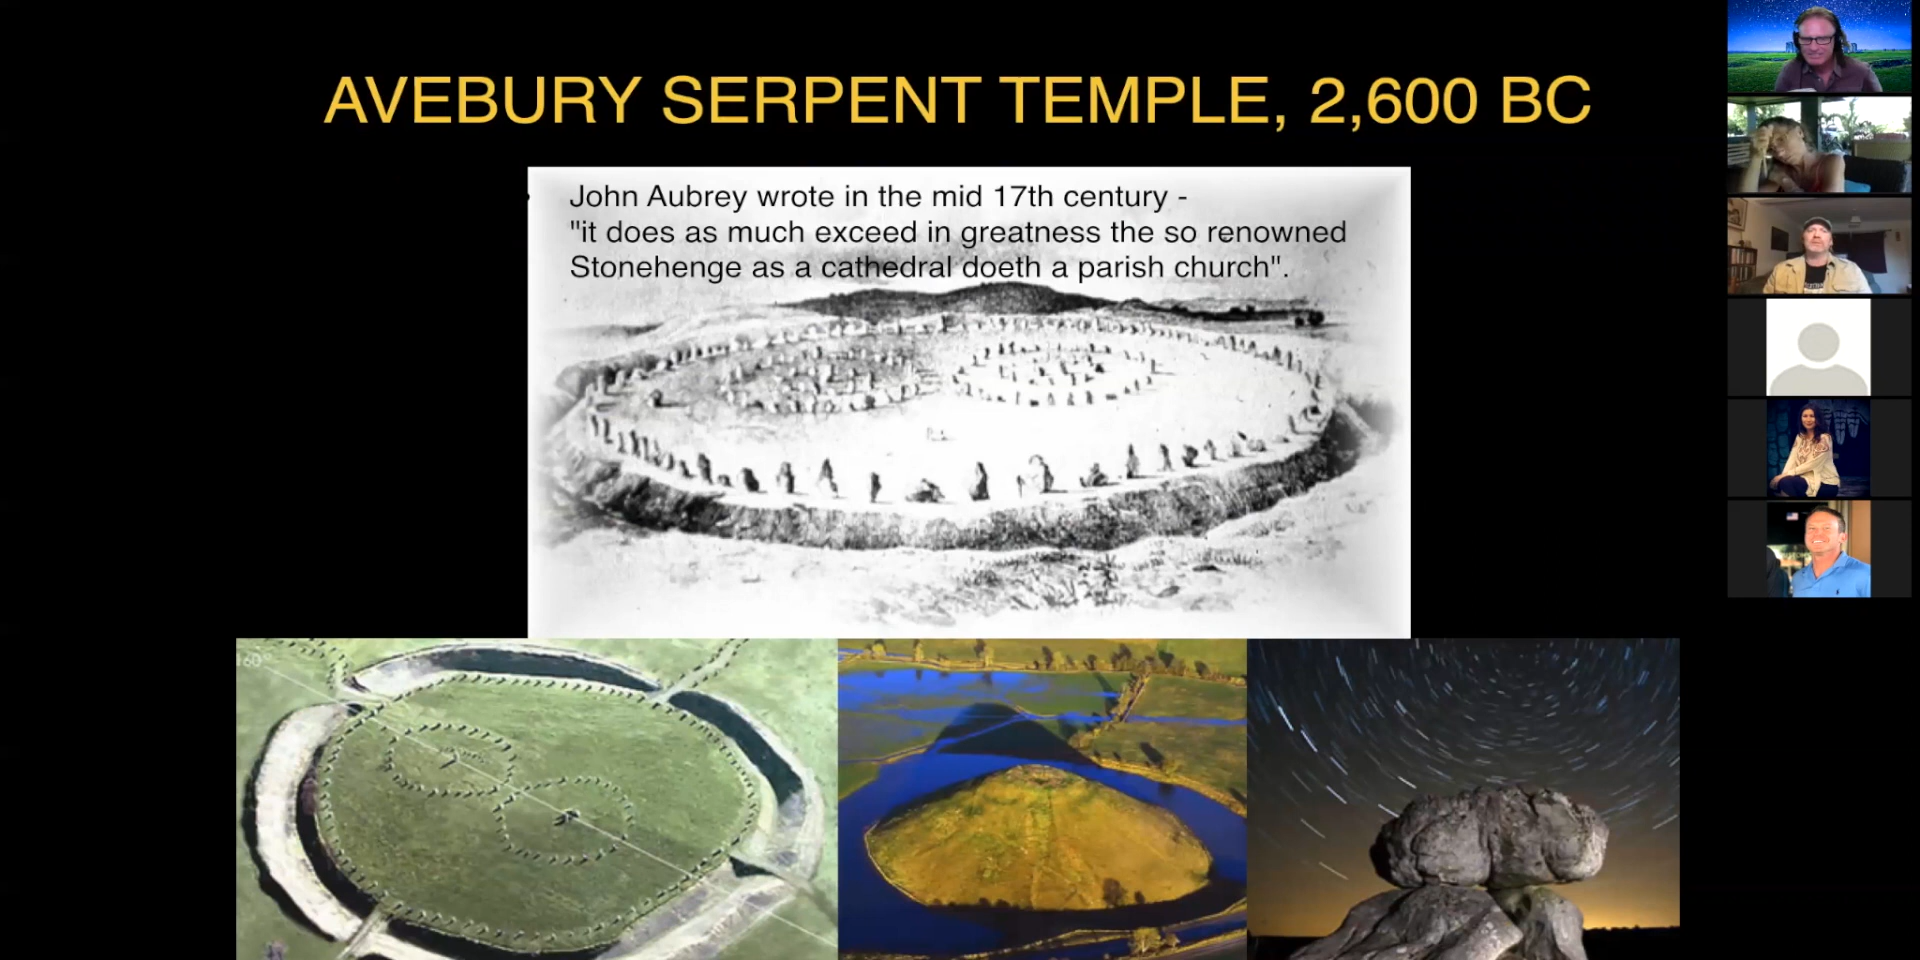 AVEBURY SERPENT TEMPLE, 2,600 BC
John Aubrey wrote in the mid 17th century -
"it does as much exceed in greatness the so renowned
Stonehenge as a cathedral doeth a parish church".
160°